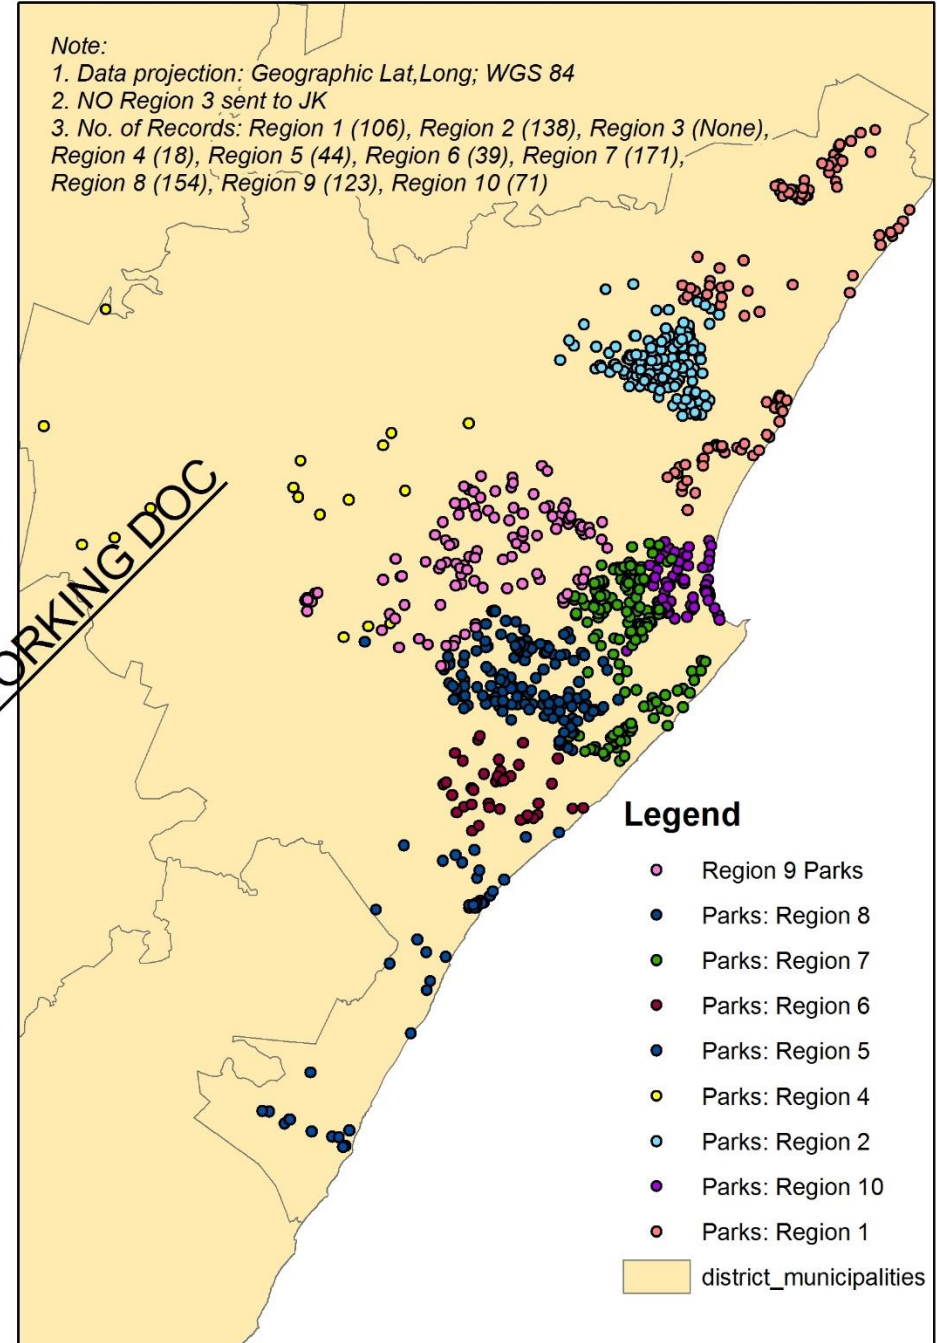 Note:
1. Data projection: Geographic Lat,Long; WGS 84
2. NO Region 3 sent to JK
3. No. of Records: Region 1 (106), Region 2 (138), Region 3 (None),
Region 4 (18), Region 5 (44), Region 6 (39), Region 7 (171),
Region 8 (154), Region 9 (123), Region 10 (71)
ORKING DOC
Legend
Region 9 Parks
Parks: Region 8
Parks: Region 7
Parks: Region 6
Parks: Region 5
Parks: Region 4
Parks: Region 2
Parks: Region 10
Parks: Region 1
district_municipalities